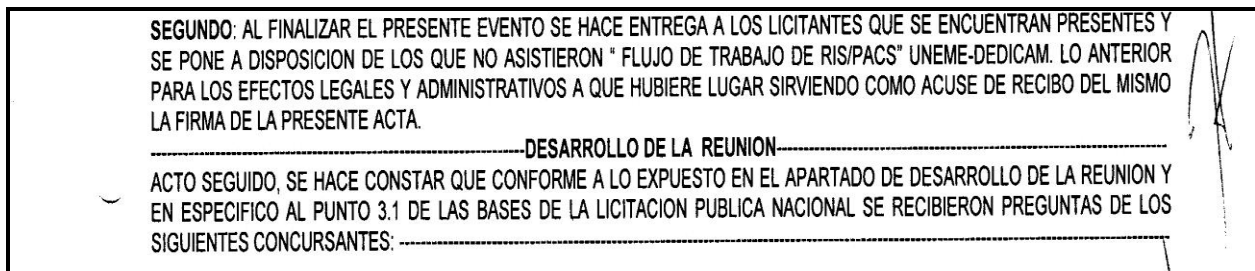 SEGUNDO: AL FINALIZAR EL PRESENTE EVENTO SE HACE ENTREGA A LOS LICITANTES QUE SE ENCUENTRAN PRESENTES Y
SE PONE A DISPOSICION DE LOS QUE NO ASISTIERON " FLUJO DE TRABAJO DE RIS/PACS" UNEME-DEDICAM. LO ANTERIOR
PARA LOS EFECTOS LEGALES Y ADMINISTRATIVOS A QUE HUBIERE LUGAR SIRVIENDO COMO ACUSE DE RECIBO DEL MISMO
LA FIRMA DE LA PRESENTE ACTA.
------------------------------------------------------------DESARROLLO DE LA REUNION------------------------------------------------------------
ACTO SEGUIDO, SE HACE CONSTAR QUE CONFORME A LO EXPUESTO EN EL APARTADO DE DESARROLLO DE LA REUNION Y
EN ESPECIFICO AL PUNTO 3.1 DE LAS BASES DE LA LICITACION PUBLICA NACIONAL SE RECIBIERON PREGUNTAS DE LOS
SIGUIENTES CONCURSANTES: ------------------------------------------------------------